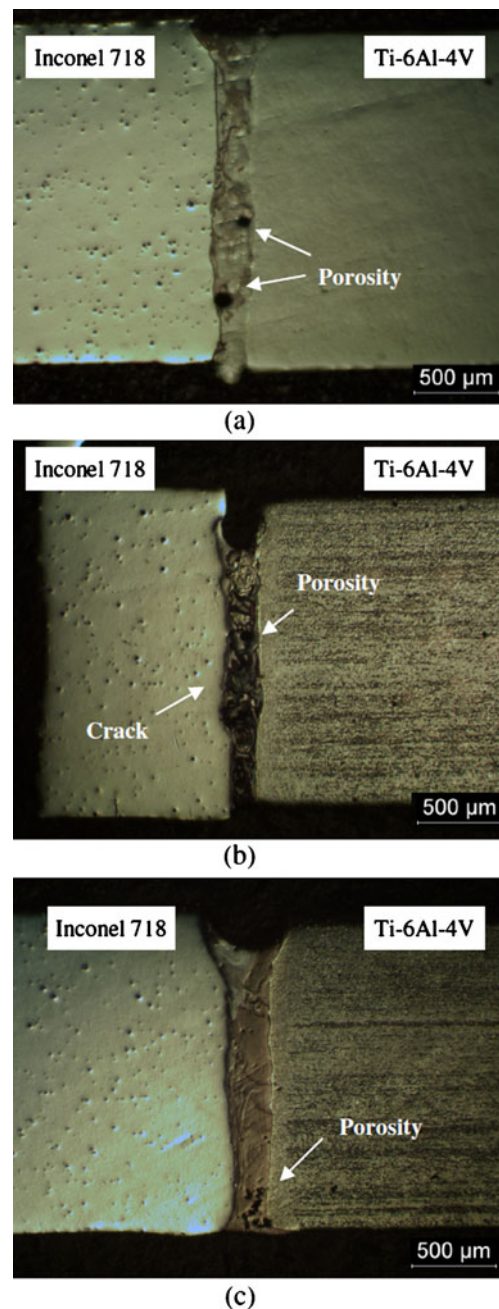 Inconel 718
Ti-6Al-4V
Porosity
500 µm
(a)
Inconel 718
Ti-6Al-4V
Porosity
Crack
500 µm
(b)
Inconel 718
Ti-6Al-4V
Porosity
500 µm
(c)